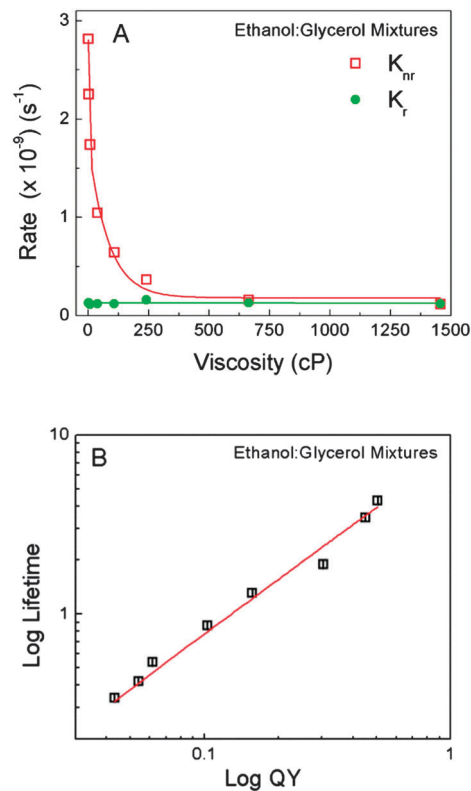 A
Ethanol:Glycerol Mixtures
K_nr
K_r
3
2
1
0
Rate (x 10^-9) (s^-1)
0 250 500 750 1000 1250 1500
Viscosity (cP)
B
Ethanol:Glycerol Mixtures
10
1
Log Lifetime
0.1 1
Log QY